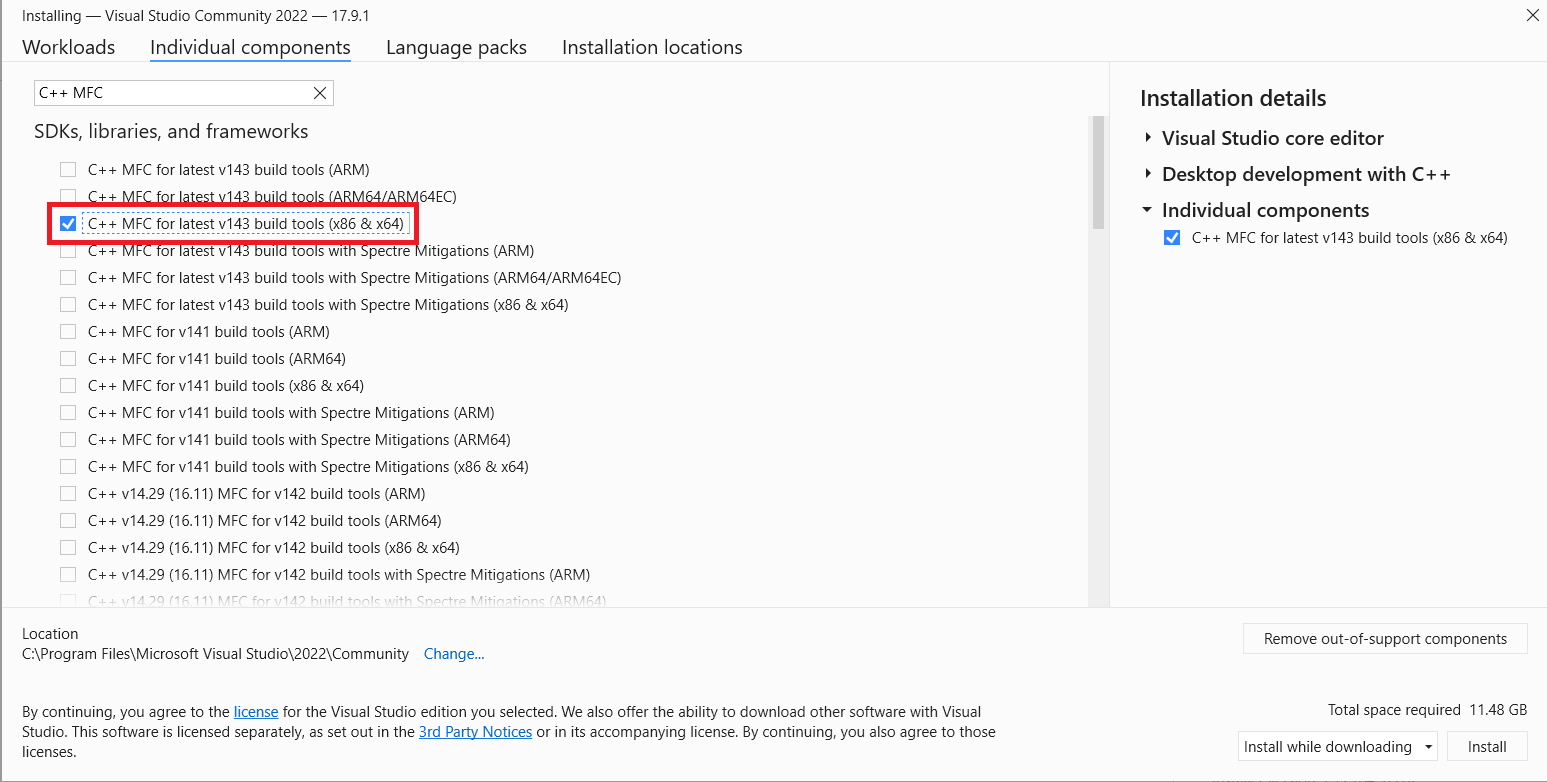 Installing — Visual Studio Community 2022 — 17.9.1
Workloads
Individual components
Language packs
Installation locations
C++ MFC
SDKs, libraries, and frameworks
C++ MFC for latest v143 build tools (ARM)
C++ MFC for latest v143 build tools (ARM64/ARM64EC)
C++ MFC for latest v143 build tools (x86 & x64)
C++ MFC for latest v143 build tools with Spectre Mitigations (ARM)
C++ MFC for latest v143 build tools with Spectre Mitigations (ARM64/ARM64EC)
C++ MFC for latest v143 build tools with Spectre Mitigations (x86 & x64)
C++ MFC for v141 build tools (ARM)
C++ MFC for v141 build tools (ARM64)
C++ MFC for v141 build tools (x86 & x64)
C++ MFC for v141 build tools with Spectre Mitigations (ARM)
C++ MFC for v141 build tools with Spectre Mitigations (ARM64)
C++ MFC for v141 build tools with Spectre Mitigations (x86 & x64)
C++ v14.29 (16.11) MFC for v142 build tools (ARM)
C++ v14.29 (16.11) MFC for v142 build tools (ARM64)
C++ v14.29 (16.11) MFC for v142 build tools (x86 & x64)
C++ v14.29 (16.11) MFC for v142 build tools with Spectre Mitigations (ARM)
C++ v14.29 (16.11) MFC for v142 build tools with Spectre Mitigations (ARM64)
Installation details
Visual Studio core editor
Desktop development with C++
Individual components
C++ MFC for latest v143 build tools (x86 & x64)
Location
C:\Program Files\Microsoft Visual Studio\2022\Community Change...
Remove out-of-support components
By continuing, you agree to the license for the Visual Studio edition you selected. We also offer the ability to download other software with Visual
Studio. This software is licensed separately, as set out in the 3rd Party Notices or in its accompanying license. By continuing, you also agree to those
licenses.
Total space required 11.48 GB
Install while downloading
Install